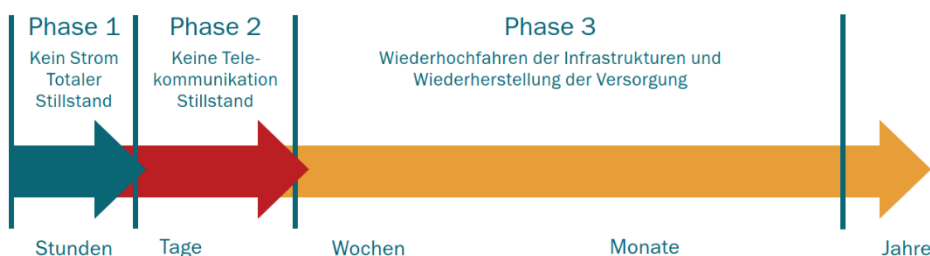 Phase 1
Kein Strom
Totaler
Stillstand
Phase 2
Keine Tele-
kommunikation
Stillstand
Phase 3
Wiederhochfahren der Infrastrukturen und
Wiederherstellung der Versorgung
Stunden
Tage
Wochen
Monate
Jahre